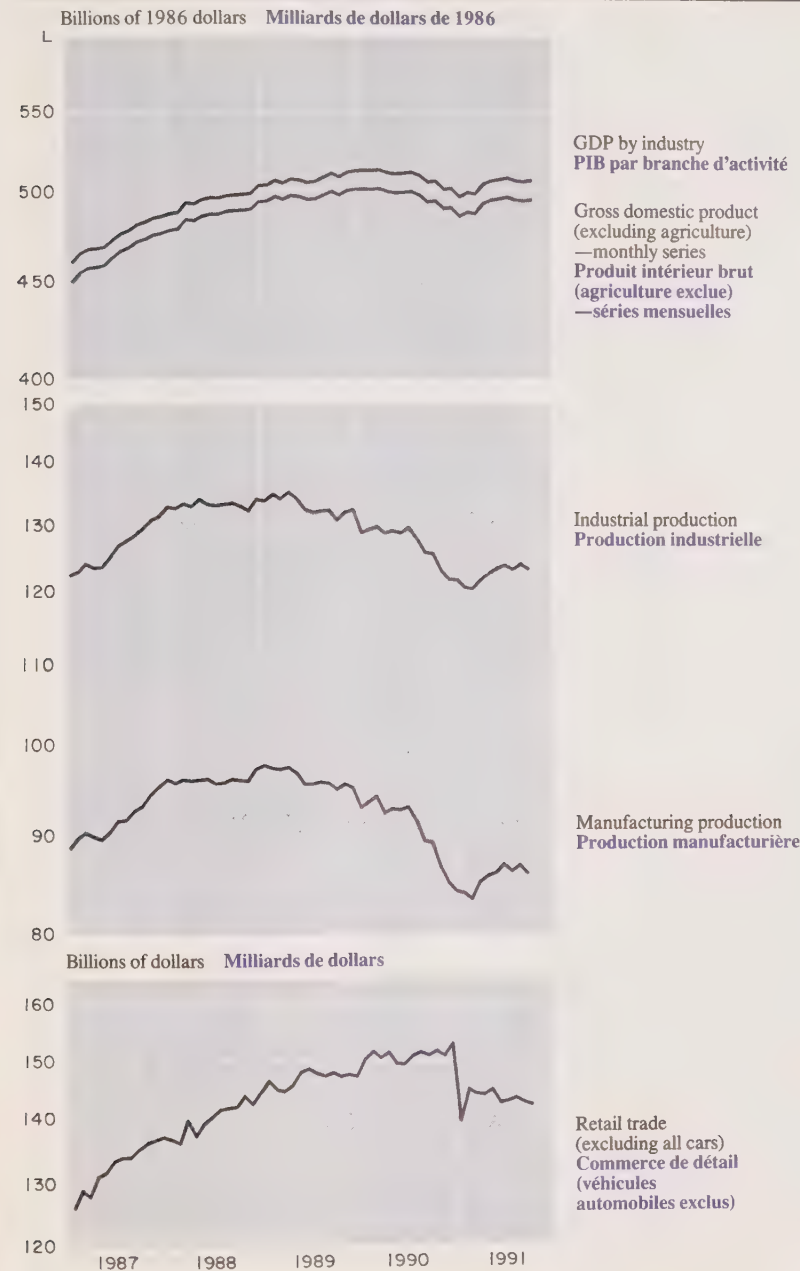 Billions of 1986 dollars Milliards de dollars de 1986
L
550
500
450
400
GDP by industry
PIB par branche d'activité
Gross domestic product
(excluding agriculture)
—monthly series
Produit intérieur brut
(agriculture exclue)
—séries mensuelles
150
140
130
120
110
100
90
80
Industrial production
Production industrielle
Manufacturing production
Production manufacturière
Billions of dollars Milliards de dollars
160
150
140
130
120
Retail trade
(excluding all cars)
Commerce de détail
(véhicules
automobiles exclus)
1987 1988 1989 1990 1991